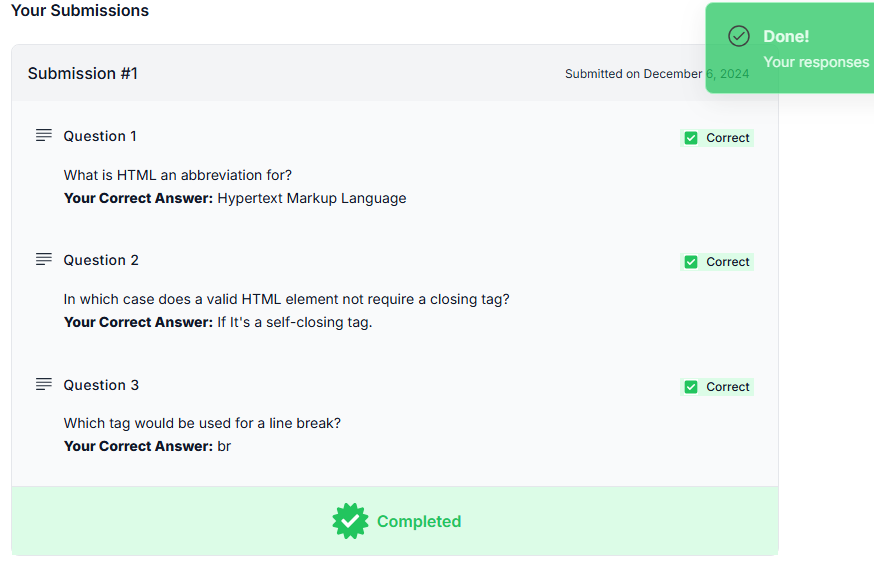 Your Submissions
Done!
Your responses
Submission #1
Submitted on December 6, 2024
Question 1
Correct
What is HTML an abbreviation for?
Your Correct Answer: Hypertext Markup Language
Question 2
Correct
In which case does a valid HTML element not require a closing tag?
Your Correct Answer: If It's a self-closing tag.
Question 3
Correct
Which tag would be used for a line break?
Your Correct Answer: br
Completed